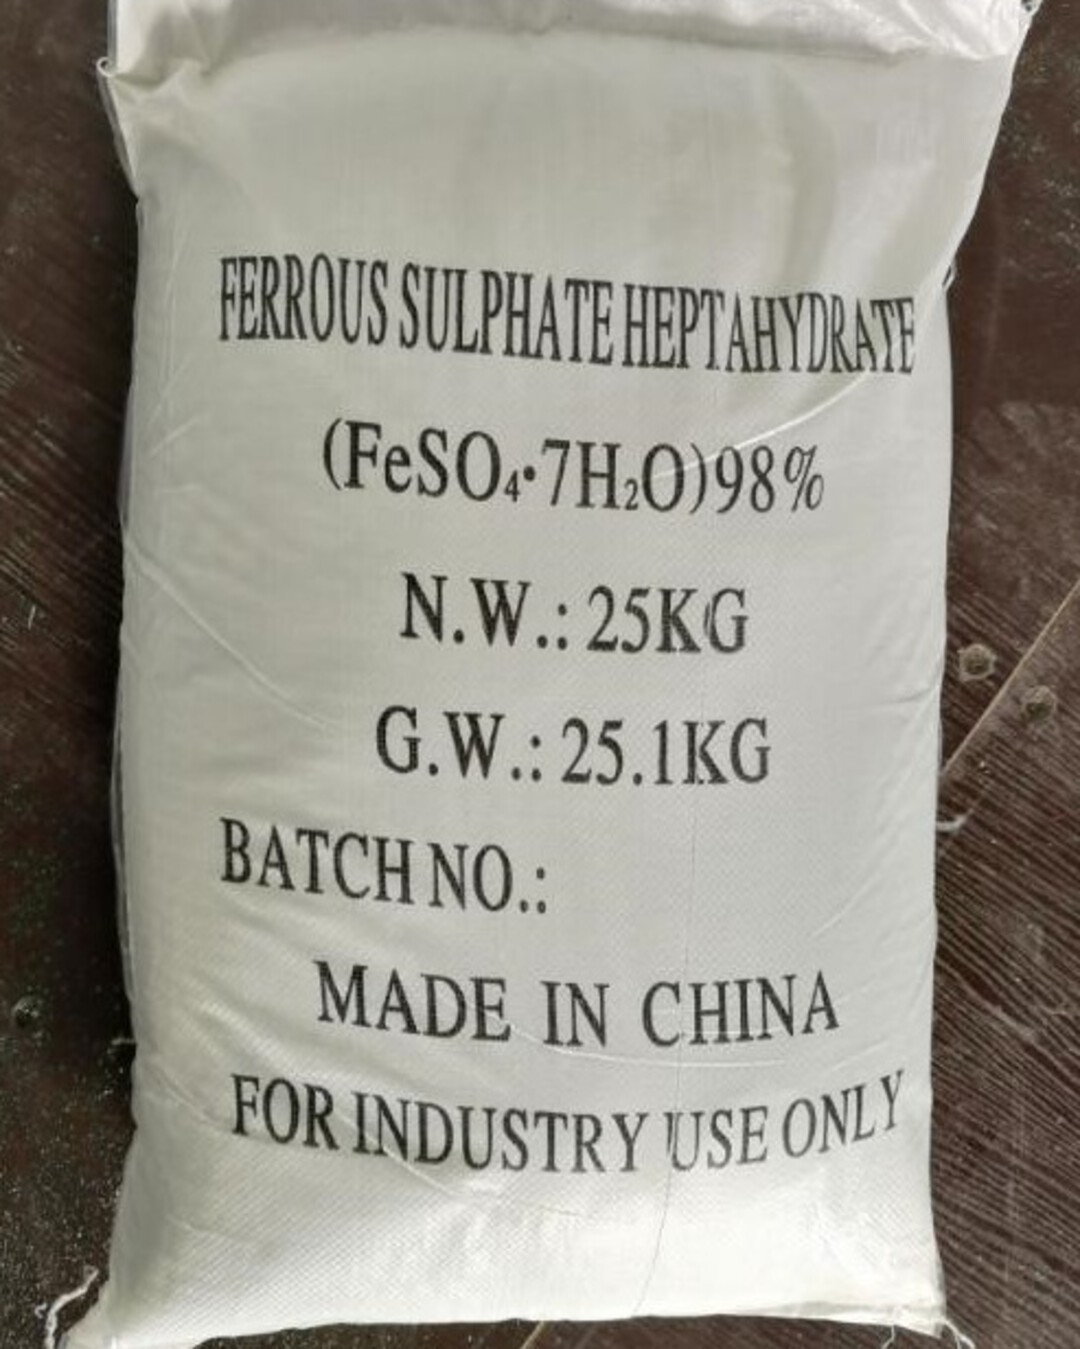 FERROUS SULPHATE HEPTAHYDRATE
(FeSO₄·7H₂O)98%
N.W.: 25KG
G.W.: 25.1KG
BATCH NO.:
MADE IN CHINA
FOR INDUSTRY USE ONLY